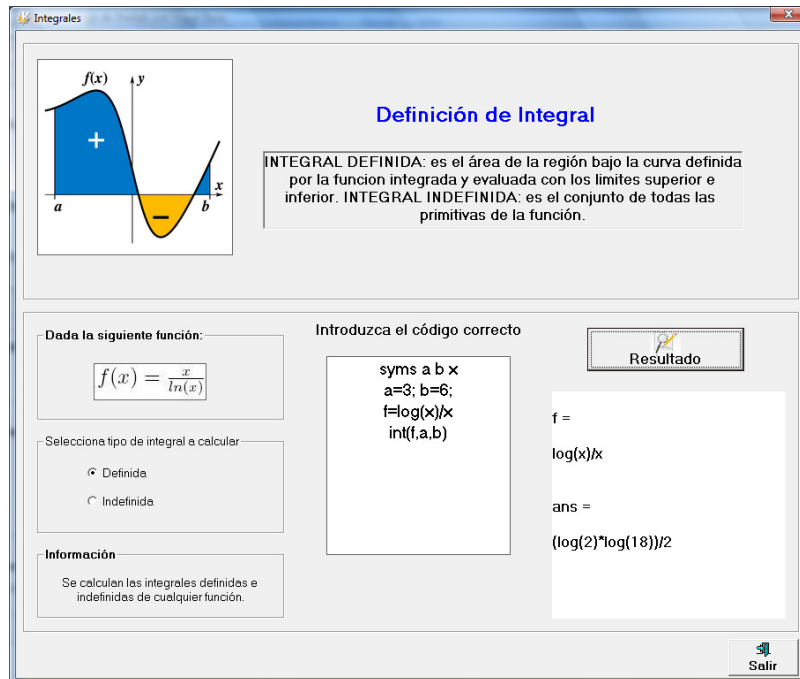 Integrales
f(x)
y
+
−
a
b
x
Definición de Integral
INTEGRAL DEFINIDA: es el área de la región bajo la curva definida
por la funcion integrada y evaluada con los limites superior e
inferior. INTEGRAL INDEFINIDA: es el conjunto de todas las
primitivas de la función.
Dada la siguiente función:
f(x) = x/ln(x)
Selecciona tipo de integral a calcular
Definida
Indefinida
Información
Se calculan las integrales definidas e
indefinidas de cualquier función.
Introduzca el código correcto
syms a b x
a=3; b=6;
f=log(x)/x
int(f,a,b)
Resultado
f =
log(x)/x
ans =
(log(2)*log(18))/2
Salir